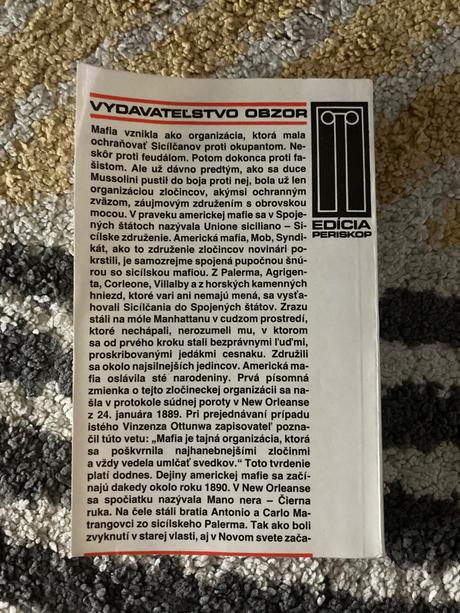 VYDAVATEĽSTVO OBZOR
Mafia vznikla ako organizácia, ktorá mala
ochraňovať Sicílčanov proti okupantom. Ne-
skôr proti feudálom. Potom dokonca proti fa-
šistom. Ale už dávno predtým, ako sa duce
Mussolini pustil do boja proti nej, bola už len
organizáciou zločincov, akýmsi ochranným
zväzom, záujmovým združením s obrovskou
mocou. V praveku americkej mafie sa v Spoje-
ných štátoch nazývala Unione siciliano – Si-
cílske združenie. Americká mafia, Mob, Syndi-
kát, ako to združenie zločincov novinári po-
krstili, je samozrejme spojená pupočnou šnú-
rou so sicílskou mafiou. Z Palerma, Agrigen-
ta, Corleone, Villalby a z horských kamenných
hniezd, ktoré vari ani nemajú mená, sa vysťa-
hovali Sicílčania do Spojených štátov. Zrazu
stáli na móle Manhattanu v cudzom prostredí,
ktoré nechápali, nerozumeli mu, v ktorom
sa od prvého kroku stali bezprávnymi ľuďmi,
proskribovanými jedákmi cesnaku. Združili
sa okolo najsilnejších jedincov. Americká ma-
fia oslávila sté narodeniny. Prvá písomná
zmienka o tejto zločineckej organizácii sa na-
šla v protokole súdnej poroty v New Orleanse
z 24. januára 1889. Pri prejednávaní prípadu
istého Vinzenza Ottunwa zapisovateľ pozna-
čil túto vetu: „Mafia je tajná organizácia, ktorá
sa poškvrnila najhanebnejšími zločinmi
a vždy vedela umlčať svedkov.“ Toto tvrdenie
platí dodnes. Dejiny americkej mafie sa začí-
najú dakedy okolo roku 1890. V New Orleanse
sa spočiatku nazývala Mano nera – Čierna
ruka. Na čele stáli bratia Antonio a Carlo Ma-
trangovci zo sicílskeho Palerma. Tak ako boli
zvyknutí v starej vlasti, aj v Novom svete zača-
EDÍCIA
PERISKOP